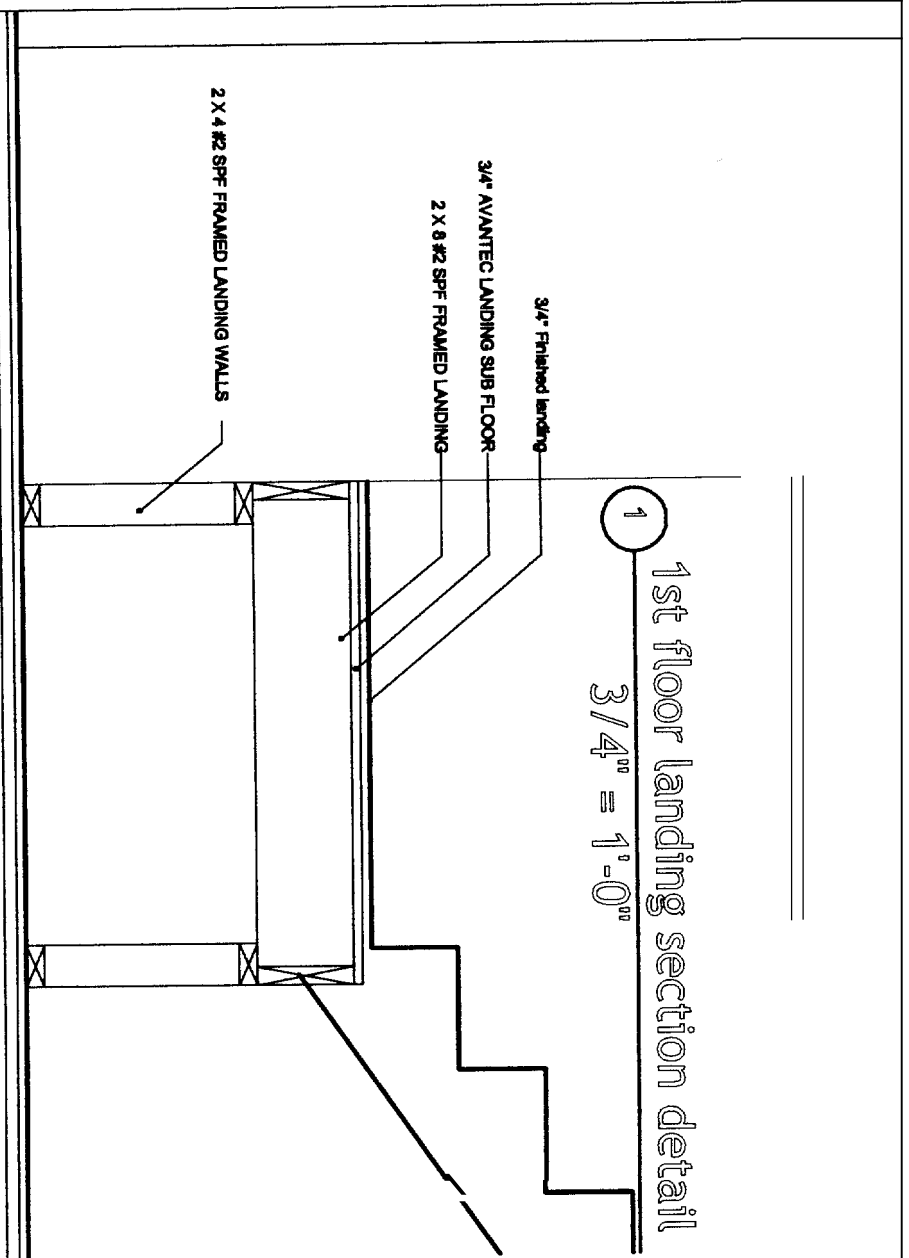 1
1st floor landing section detail
3/4" = 1'-0"
3/4" Finished landing
3/4" AVANTEC LANDING SUB FLOOR
2 X 8 #2 SPF FRAMED LANDING
2 X 4 #2 SPF FRAMED LANDING WALLS